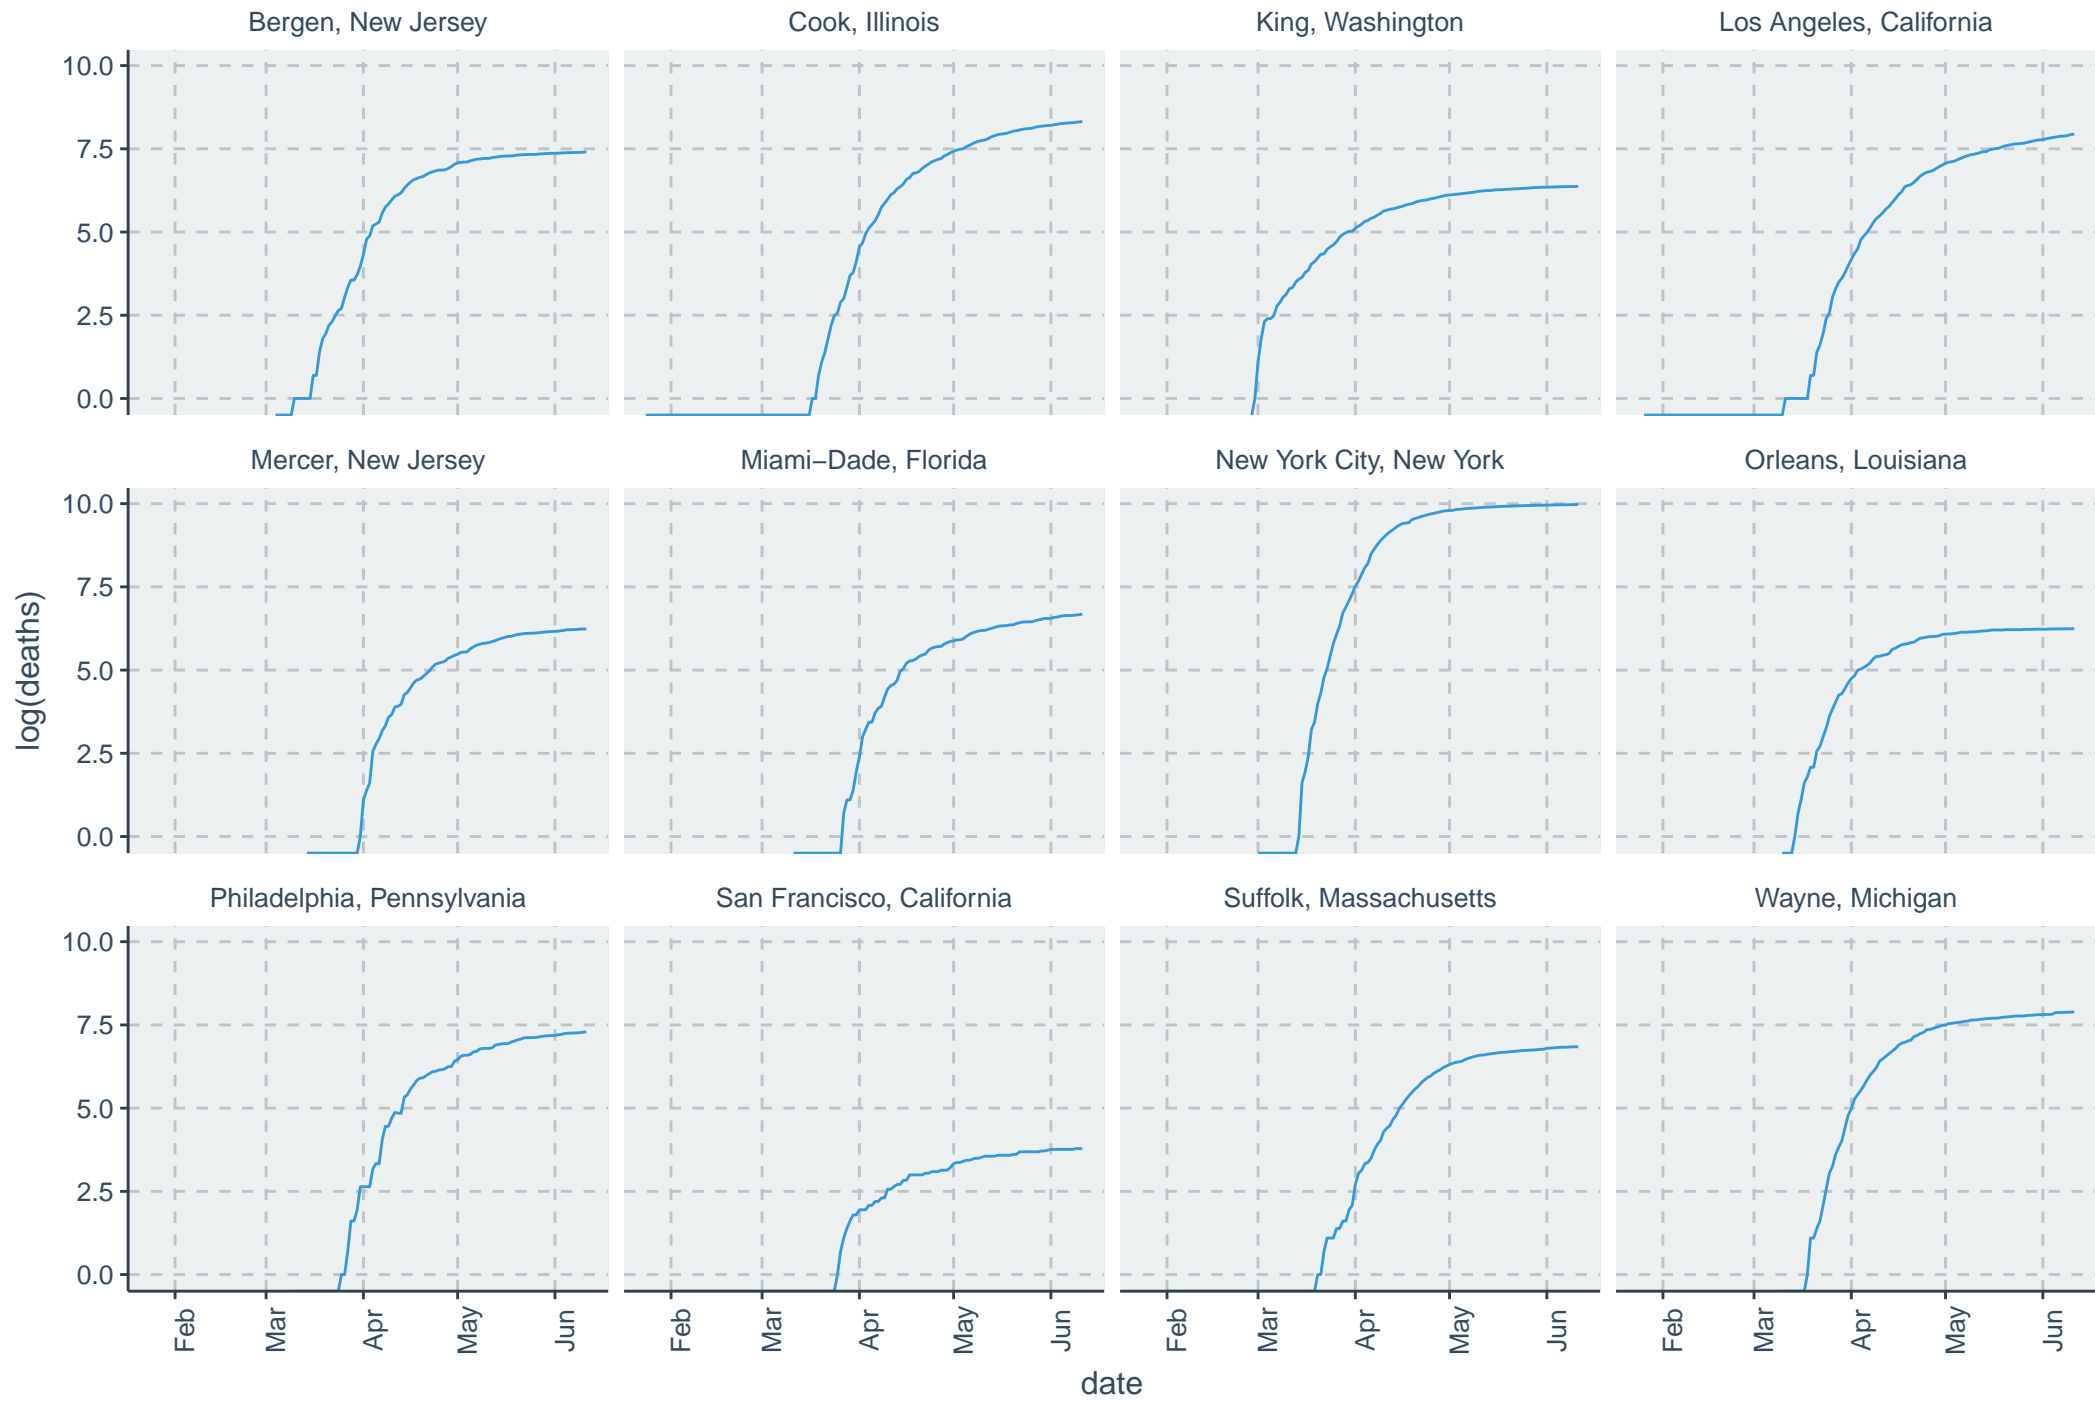 Bergen, New Jersey
Cook, Illinois
King, Washington
Los Angeles, California
10.0
7.5
5.0
2.5
0.0
Mercer, New Jersey
Miami−Dade, Florida
New York City, New York
Orleans, Louisiana
10.0
7.5
5.0
2.5
0.0
log(deaths)
Philadelphia, Pennsylvania
San Francisco, California
Suffolk, Massachusetts
Wayne, Michigan
10.0
7.5
5.0
2.5
0.0
Feb Mar Apr May Jun
Feb Mar Apr May Jun
Feb Mar Apr May Jun
Feb Mar Apr May Jun
date